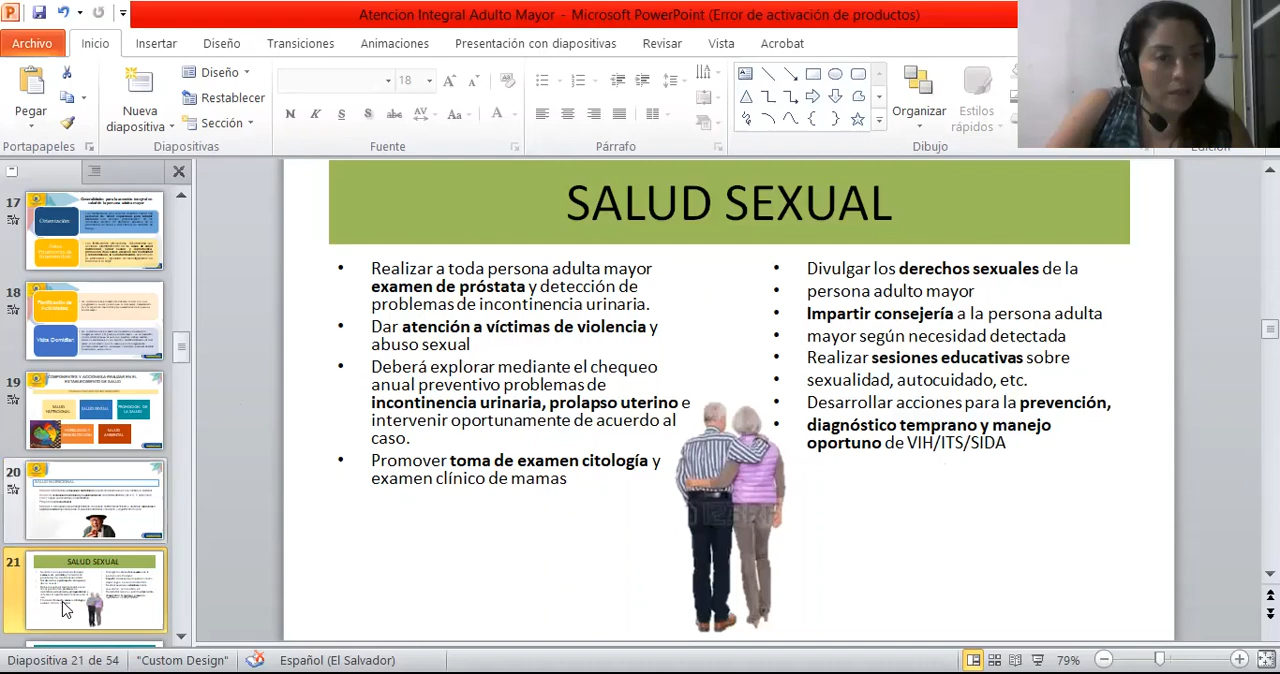 Atencion Integral Adulto Mayor - Microsoft PowerPoint (Error de activación de productos)
Archivo Inicio Insertar Diseño Transiciones Animaciones Presentación con diapositivas Revisar Vista Acrobat
Pegar
Nueva
diapositiva
Diseño
Restablecer
Sección
18
N K S S abc AV Aa A
Organizar
Estilos
rápidos
Portapapeles Diapositivas Fuente Párrafo Dibujo
17
18
19
20
21
SALUD SEXUAL
SALUD SEXUAL
• Realizar a toda persona adulta mayor
examen de próstata y detección de
problemas de incontinencia urinaria.
• Dar atención a víctimas de violencia y
abuso sexual
• Deberá explorar mediante el chequeo
anual preventivo problemas de
incontinencia urinaria, prolapso uterino e
intervenir oportunamente de acuerdo al
caso.
• Promover toma de examen citología y
examen clínico de mamas
• Divulgar los derechos sexuales de la
• persona adulto mayor
• Impartir consejería a la persona adulta
• mayor según necesidad detectada
• Realizar sesiones educativas sobre
• sexualidad, autocuidado, etc.
• Desarrollar acciones para la prevención,
• diagnóstico temprano y manejo
oportuno de VIH/ITS/SIDA
Diapositiva 21 de 54 "Custom Design" Español (El Salvador) 79%